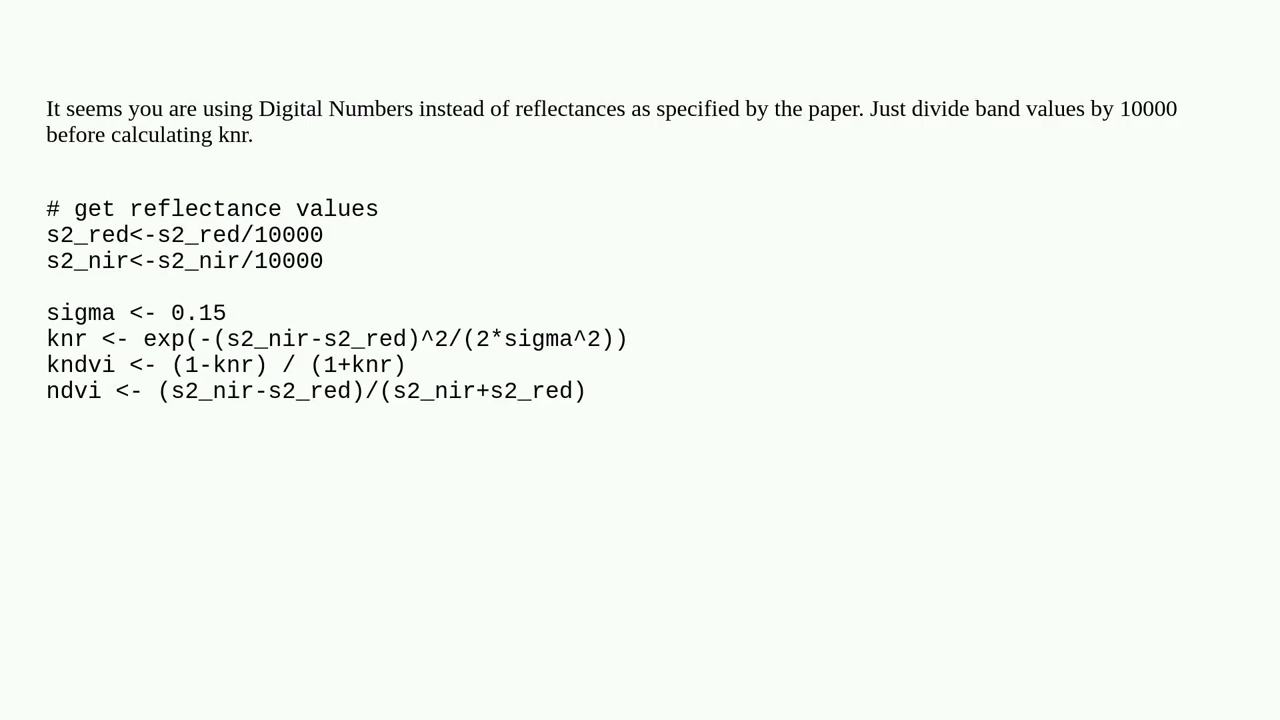 It seems you are using Digital Numbers instead of reflectances as specified by the paper. Just divide band values by 10000
before calculating knr.
# get reflectance values
s2_red<-s2_red/10000
s2_nir<-s2_nir/10000
sigma <- 0.15
knr <- exp(-(s2_nir-s2_red)^2/(2*sigma^2))
kndvi <- (1-knr) / (1+knr)
ndvi <- (s2_nir-s2_red)/(s2_nir+s2_red)